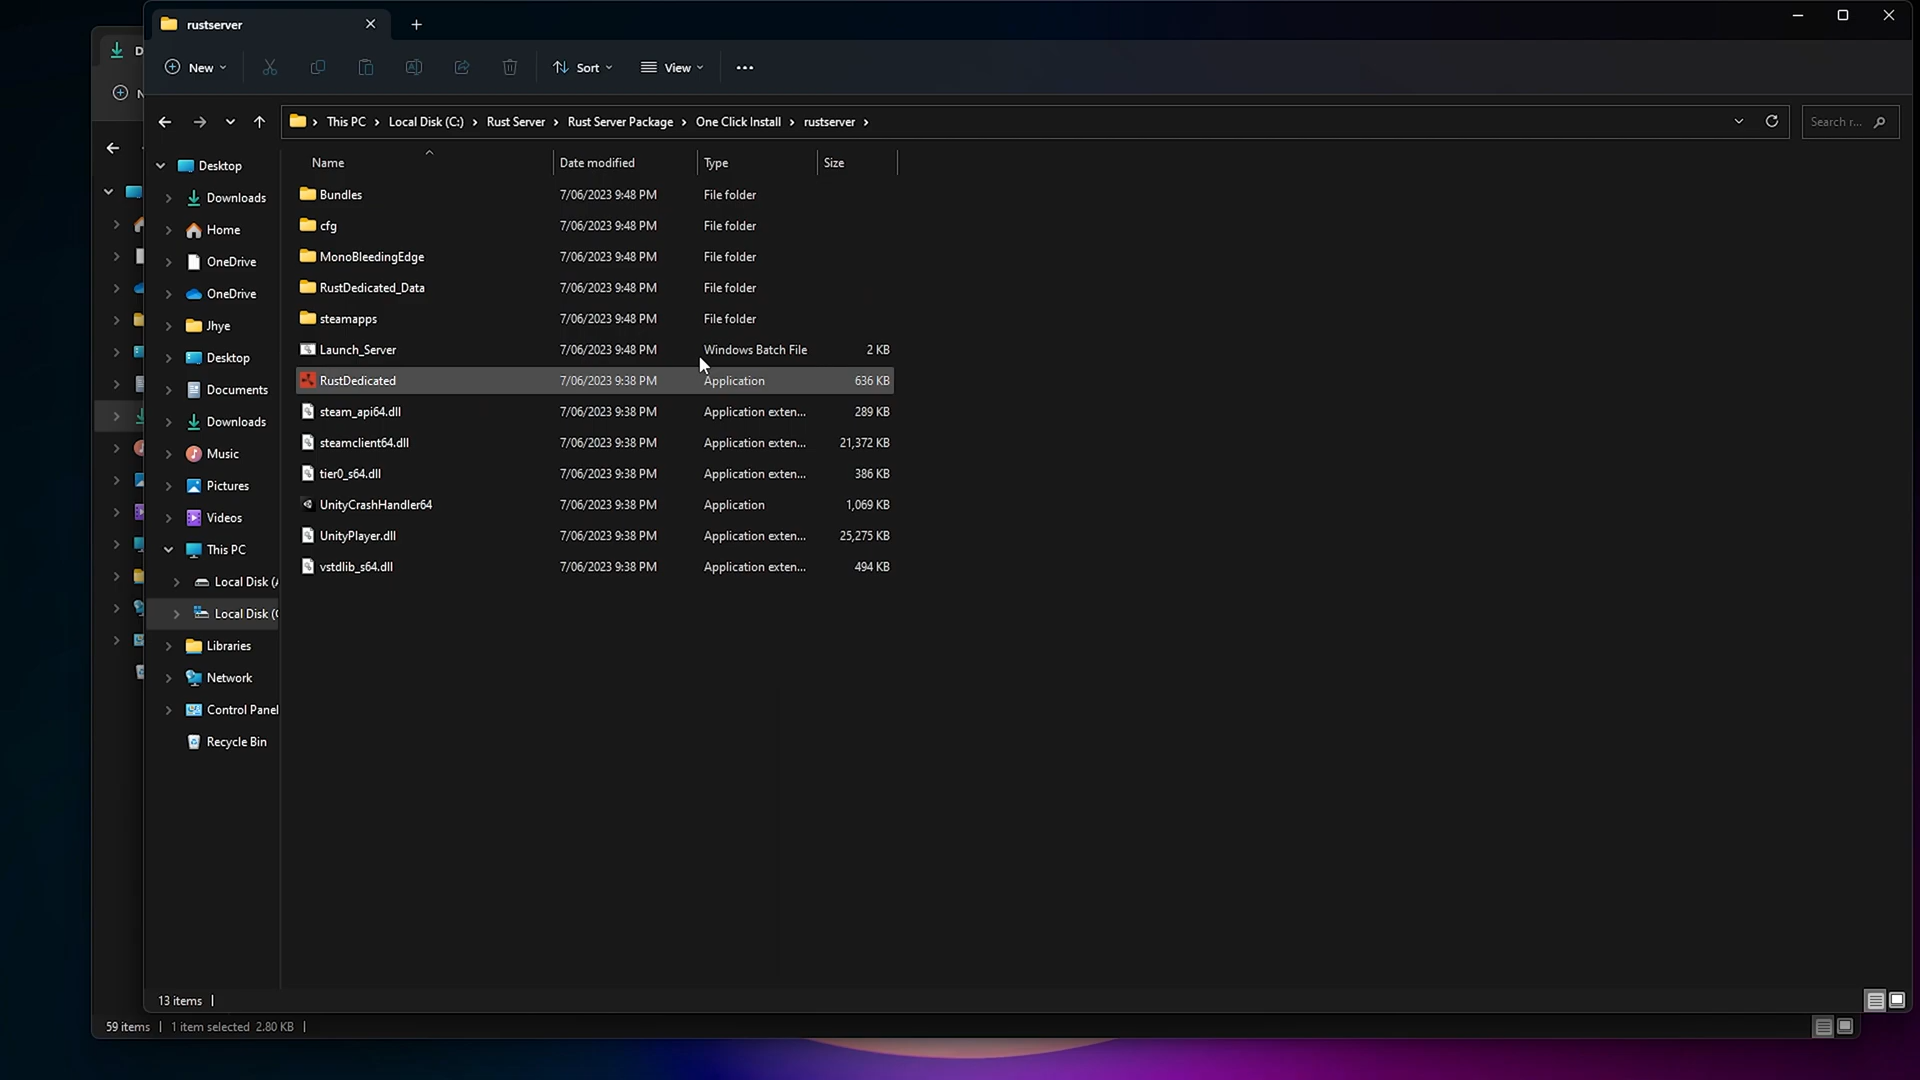 rustserver
D
New
Sort
View
N
This PC
Local Disk (C:)
Rust Server
Rust Server Package
One Click Install
rustserver
Search r...
Name
Date modified
Type
Size
Desktop
Downloads
Home
OneDrive
OneDrive
Jhye
Desktop
Documents
Downloads
Music
Pictures
Videos
This PC
Local Disk (
Local Disk (
Libraries
Network
Control Panel
Recycle Bin
Bundles 7/06/2023 9:48 PM File folder
cfg 7/06/2023 9:48 PM File folder
MonoBleedingEdge 7/06/2023 9:48 PM File folder
RustDedicated_Data 7/06/2023 9:48 PM File folder
steamapps 7/06/2023 9:48 PM File folder
Launch_Server 7/06/2023 9:48 PM Windows Batch File 2 KB
RustDedicated 7/06/2023 9:38 PM Application 636 KB
steam_api64.dll 7/06/2023 9:38 PM Application exten... 289 KB
steamclient64.dll 7/06/2023 9:38 PM Application exten... 21,372 KB
tier0_s64.dll 7/06/2023 9:38 PM Application exten... 386 KB
UnityCrashHandler64 7/06/2023 9:38 PM Application 1,069 KB
UnityPlayer.dll 7/06/2023 9:38 PM Application exten... 25,275 KB
vstdlib_s64.dll 7/06/2023 9:38 PM Application exten... 494 KB
13 items
59 items 1 item selected 2.80 KB